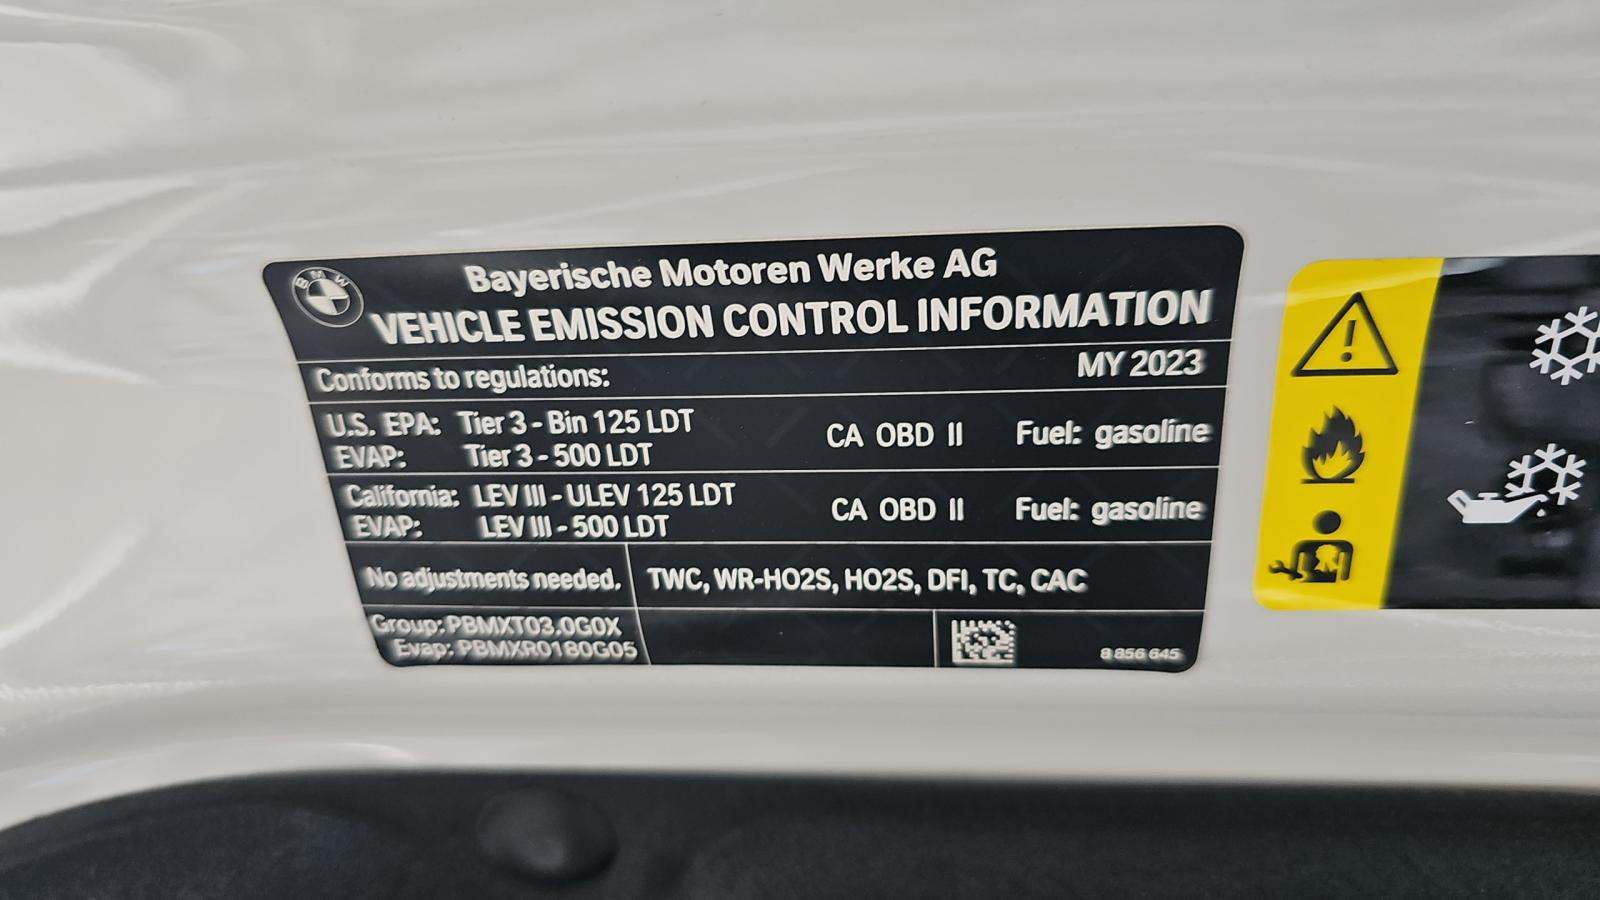 BMW
Bayerische Motoren Werke AG
VEHICLE EMISSION CONTROL INFORMATION
Conforms to regulations: MY 2023
U.S. EPA: Tier 3 - Bin 125 LDT CA OBD II Fuel: gasoline
EVAP: Tier 3 - 500 LDT
California: LEV III - ULEV 125 LDT CA OBD II Fuel: gasoline
EVAP: LEV III - 500 LDT
No adjustments needed. TWC, WR-HO2S, HO2S, DFI, TC, CAC
Group: PBMXT03.0G0X
Evap: PBMXR0180G05
8 856 645